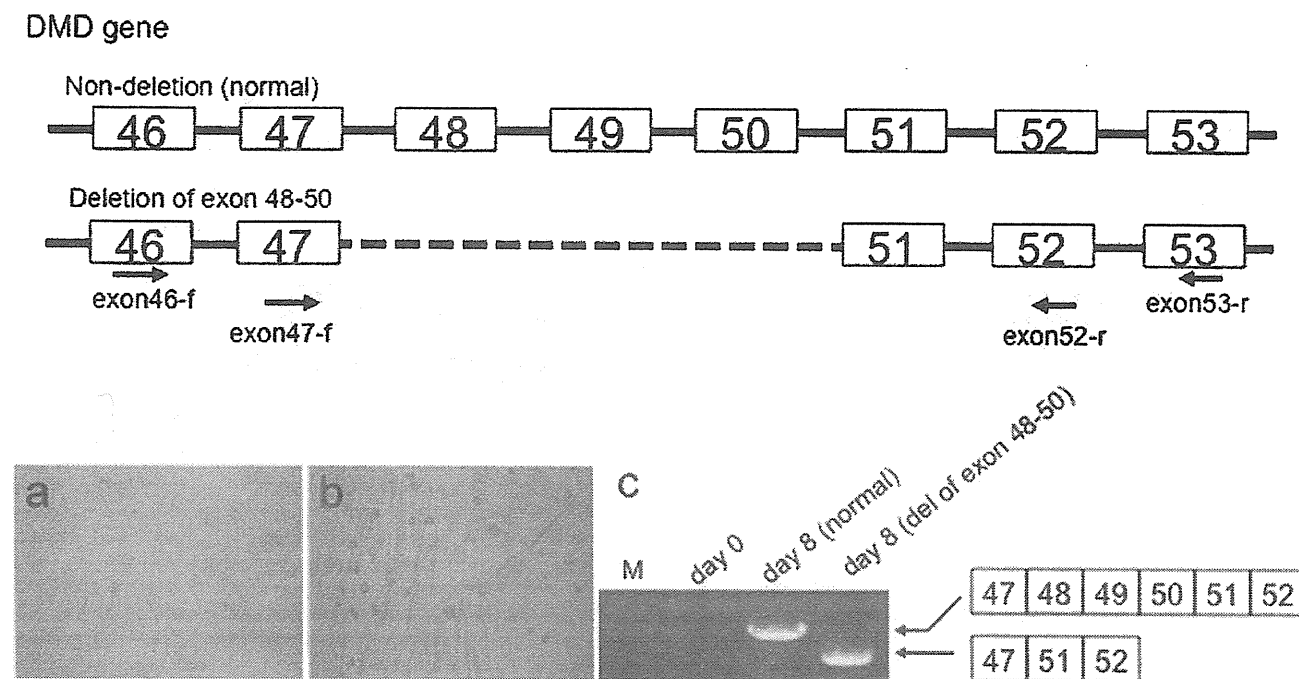 DMD gene
Non-deletion (normal)
46 47 48 49 50 51 52 53
Deletion of exon 48-50
46 47 51 52 53
exon46-f
exon47-f
exon52-r
exon53-r
a
b
c
M
day 0
day 8 (normal)
day 8 (del of exon 48-50)
47 48 49 50 51 52
47 51 52